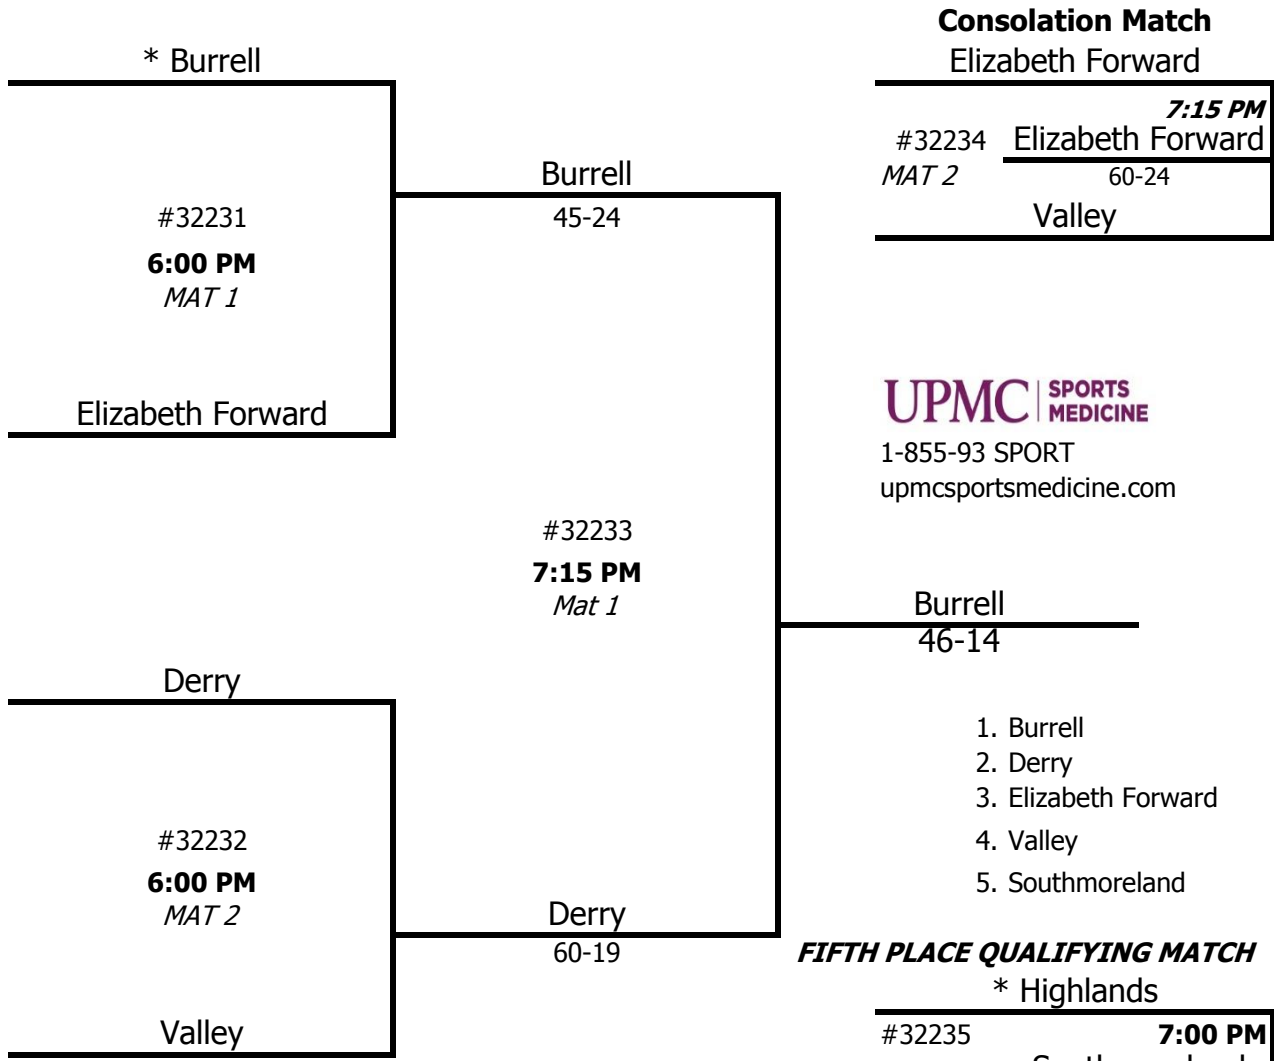 Consolation Match
* Burrell
Elizabeth Forward
7:15 PM
#32234 Elizabeth Forward
MAT 2 60-24
Valley
Burrell
45-24
#32231
6:00 PM
MAT 1
Elizabeth Forward
UPMC SPORTS MEDICINE
1-855-93 SPORT
upmcsportsmedicine.com
#32233
7:15 PM
Mat 1
Burrell
46-14
Derry
1. Burrell
2. Derry
3. Elizabeth Forward
4. Valley
5. Southmoreland
#32232
6:00 PM
MAT 2
Derry
60-19
Valley
FIFTH PLACE QUALIFYING MATCH
* Highlands
#32235 7:00 PM